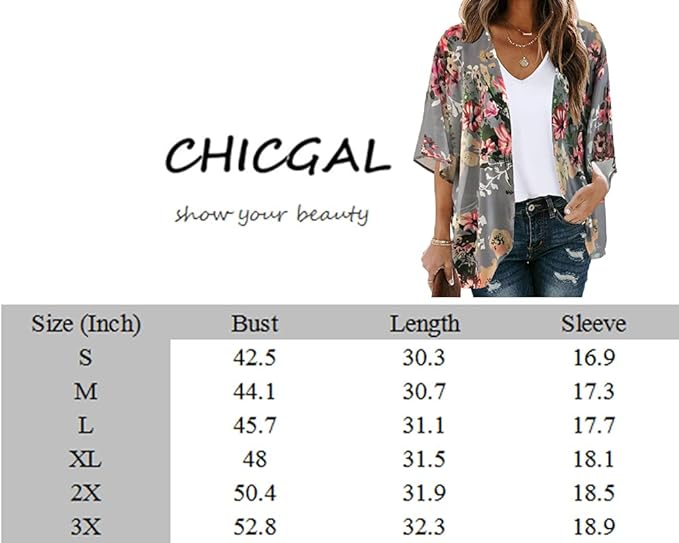 CHICGAL
show your beauty
Size (Inch) Bust Length Sleeve
S 42.5 30.3 16.9
M 44.1 30.7 17.3
L 45.7 31.1 17.7
XL 48 31.5 18.1
2X 50.4 31.9 18.5
3X 52.8 32.3 18.9